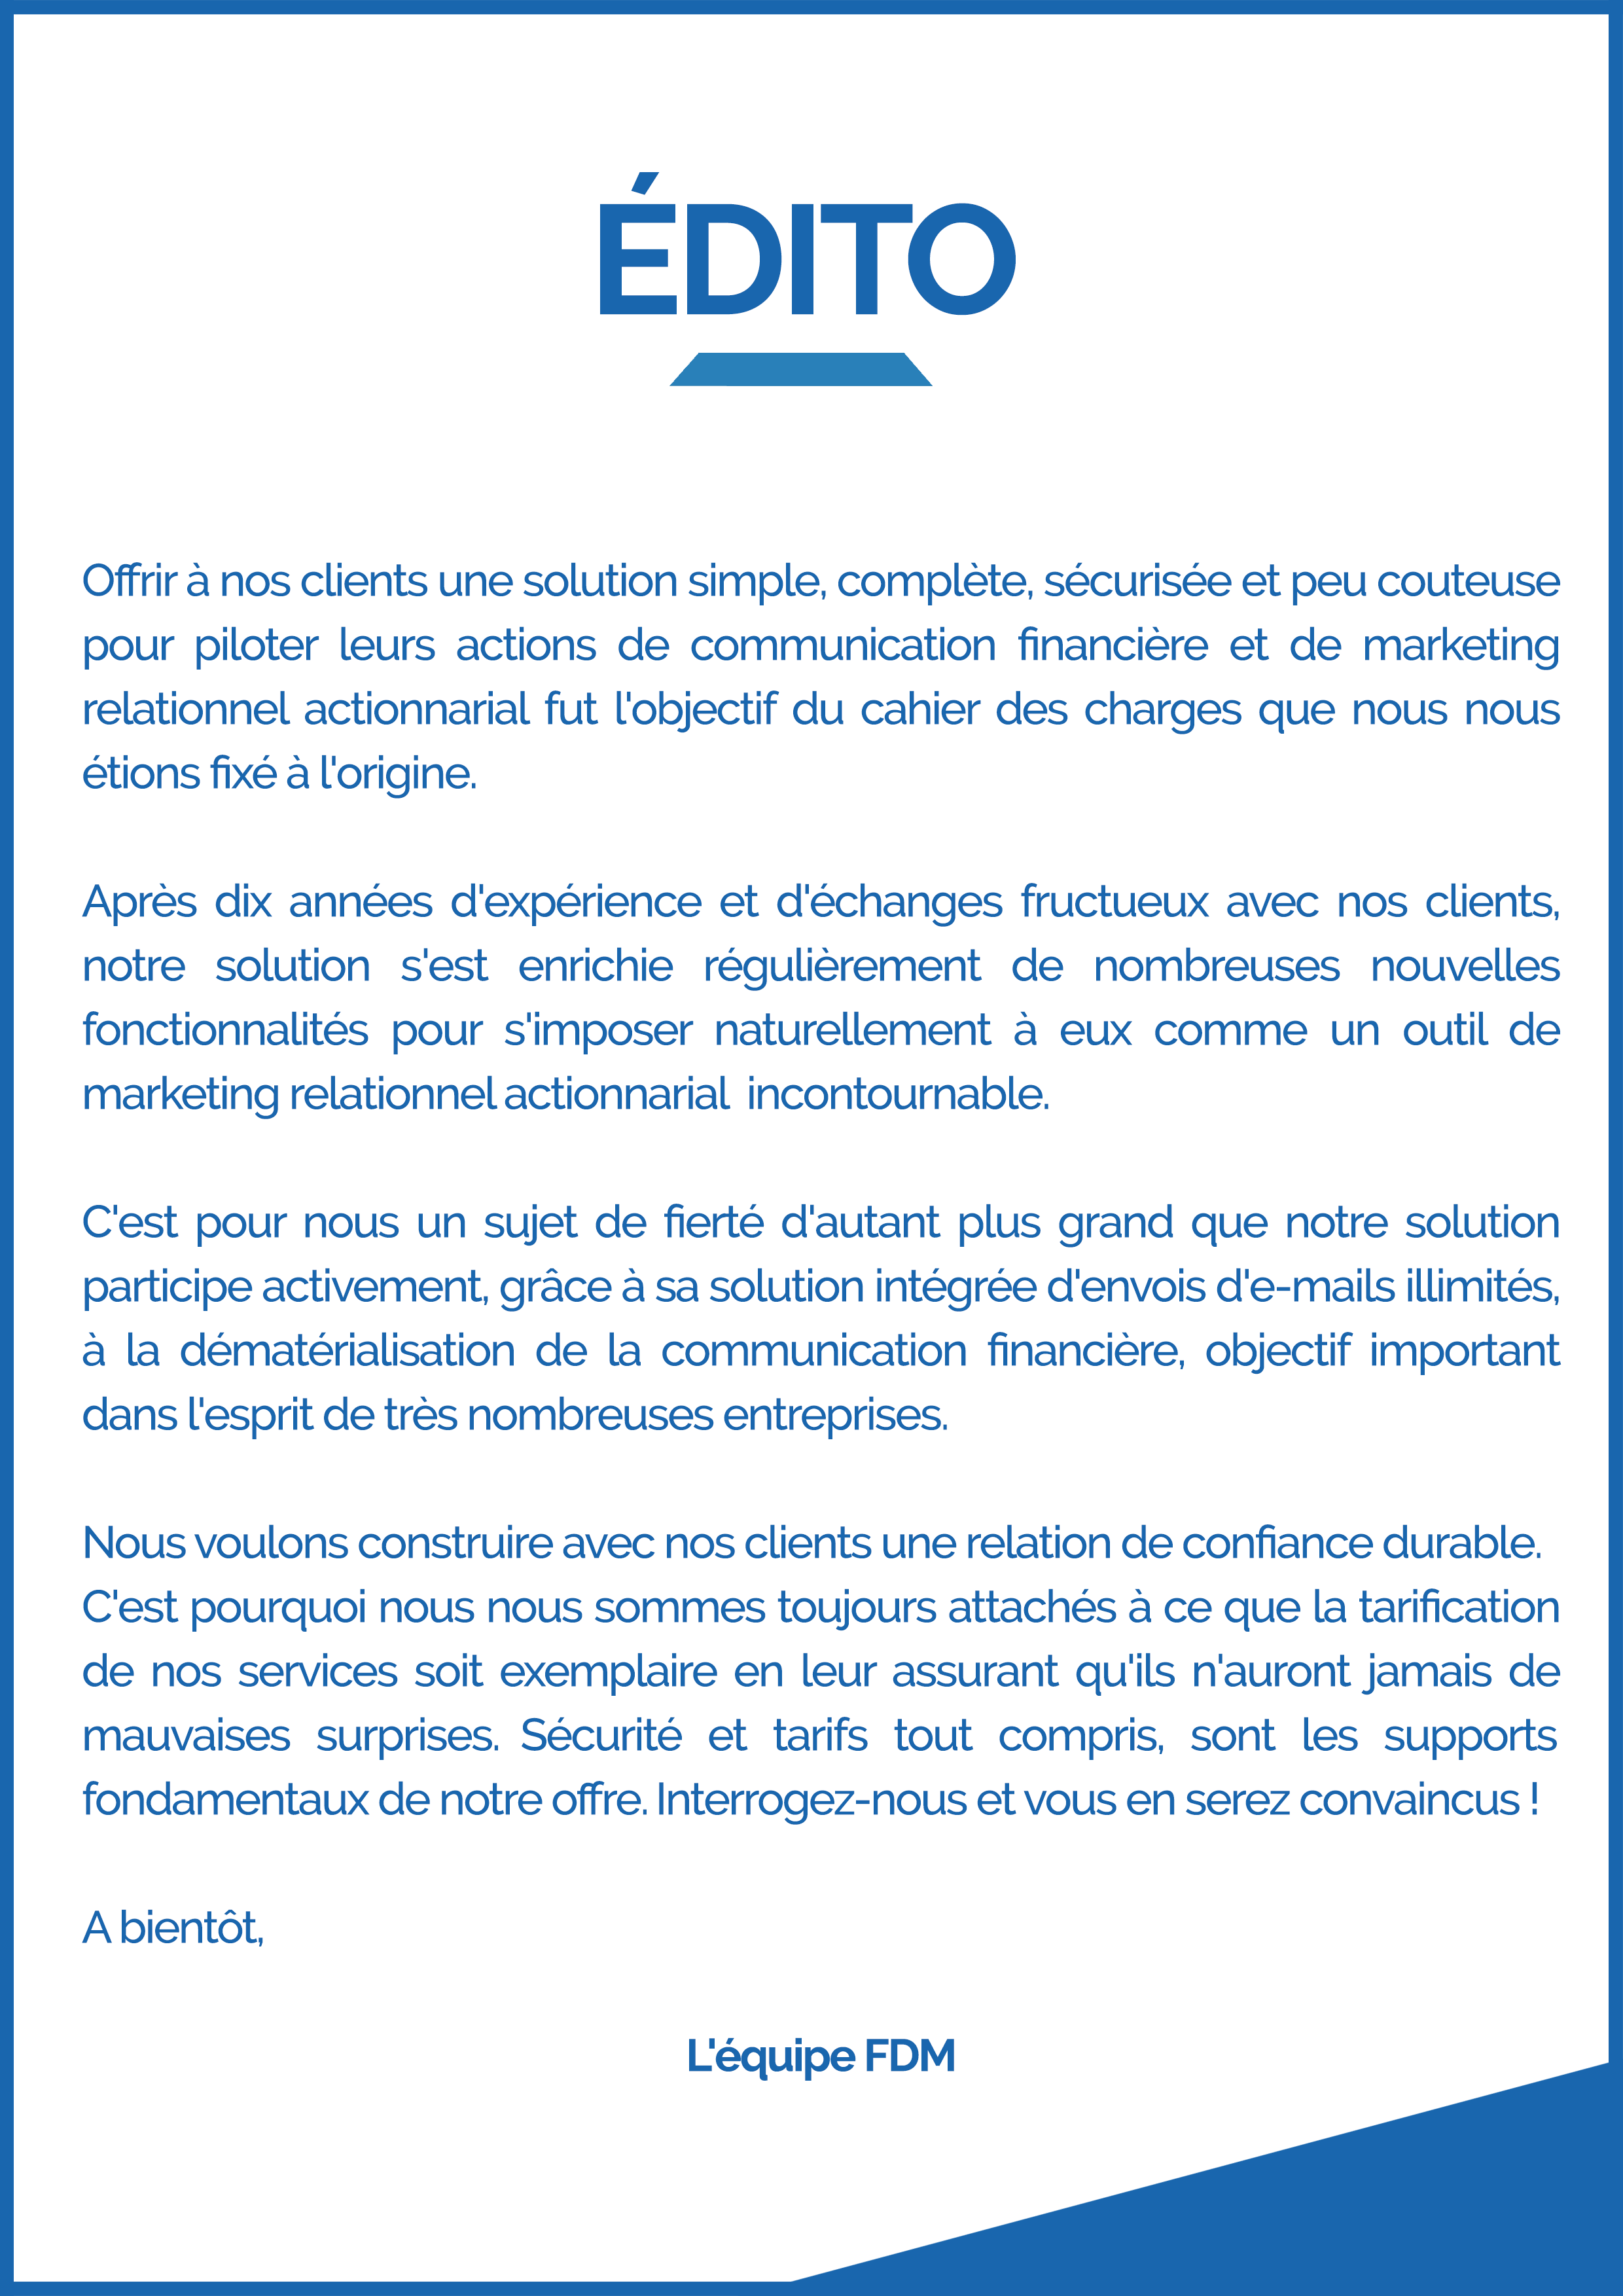 ÉDITO
Offrir à nos clients une solution simple, complète, sécurisée et peu couteuse
pour piloter leurs actions de communication financière et de marketing
relationnel actionnarial fut l'objectif du cahier des charges que nous nous
étions fixé à l'origine.
Après dix années d'expérience et d'échanges fructueux avec nos clients,
notre solution s'est enrichie régulièrement de nombreuses nouvelles
fonctionnalités pour s'imposer naturellement à eux comme un outil de
marketing relationnel actionnarial incontournable.
C'est pour nous un sujet de fierté d'autant plus grand que notre solution
participe activement, grâce à sa solution intégrée d'envois d'e-mails illimités,
à la dématérialisation de la communication financière, objectif important
dans l'esprit de très nombreuses entreprises.
Nous voulons construire avec nos clients une relation de confiance durable.
C'est pourquoi nous nous sommes toujours attachés à ce que la tarification
de nos services soit exemplaire en leur assurant qu'ils n'auront jamais de
mauvaises surprises. Sécurité et tarifs tout compris, sont les supports
fondamentaux de notre offre. Interrogez-nous et vous en serez convaincus !
A bientôt,
L'équipe FDM